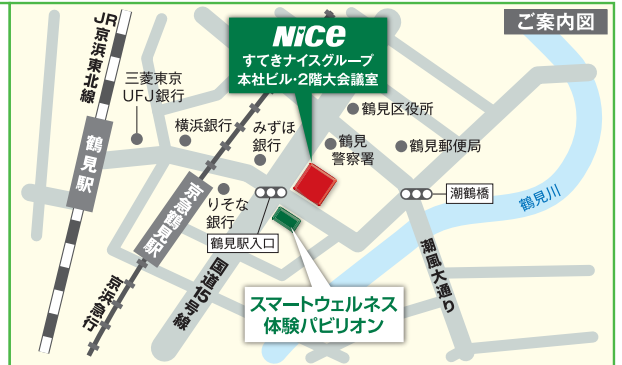 ご案内図
NICE
すてきナイスグループ
本社ビル・2階大会議室
JR
京浜東北線
三菱東京
UFJ銀行
横浜銀行
みずほ
銀行
鶴見区役所
鶴見
警察署
鶴見郵便局
鶴見駅
京急鶴見駅
りそな
銀行
鶴見駅入口
潮鶴橋
鶴見川
京浜急行
国道15号線
潮風大通り
スマートウェルネス
体験パビリオン